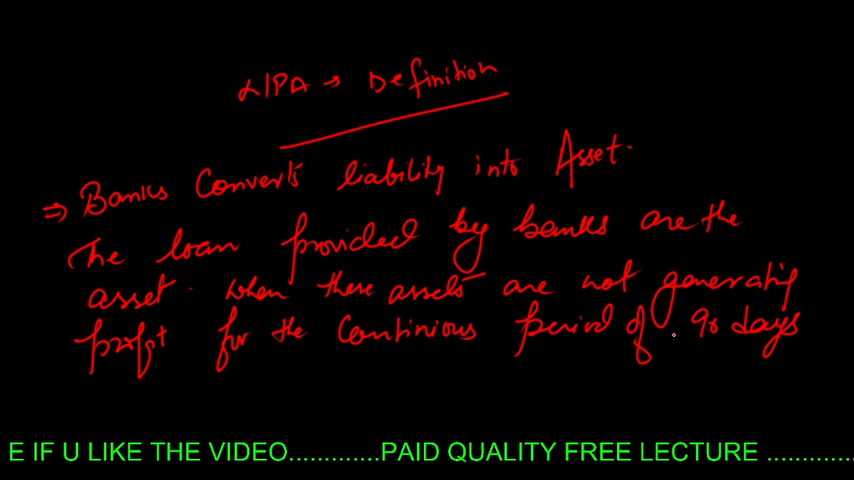 NPA → Definition
⇒ Banks Converts liability into Asset.
The loan provided by banks are the
asset. when these assets are not generating
profit for the Continious period of 90 days
E IF U LIKE THE VIDEO.............PAID QUALITY FREE LECTURE .............